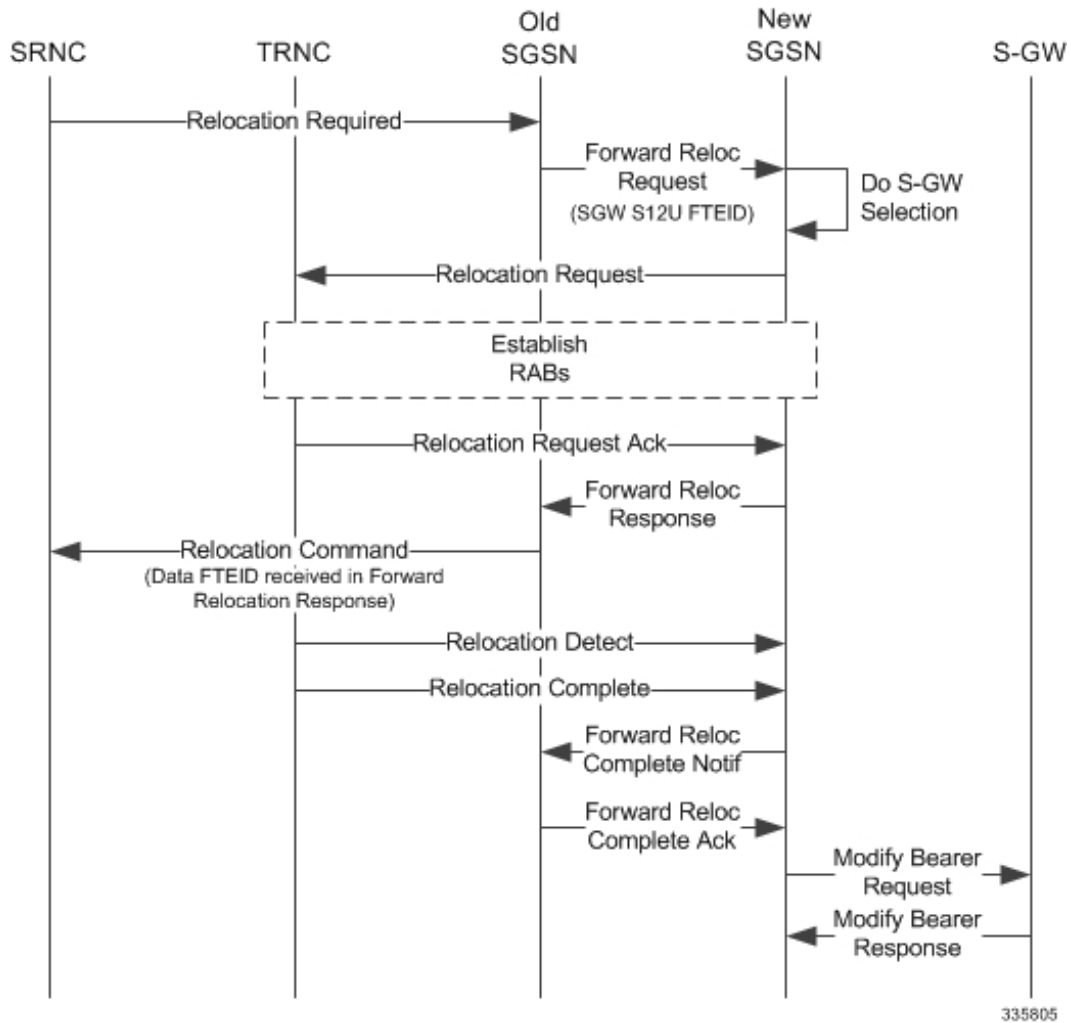 Old
New
SRNC
TRNC
SGSN
SGSN
S-GW
Relocation Required
Forward Reloc
Request
(SGW S12U FTEID)
Do S-GW
Selection
Relocation Request
Establish
RABs
Relocation Request Ack
Forward Reloc
Response
Relocation Command
(Data FTEID received in Forward
Relocation Response)
Relocation Detect
Relocation Complete
Forward Reloc
Complete Notif
Forward Reloc
Complete Ack
Modify Bearer
Request
Modify Bearer
Response
335805